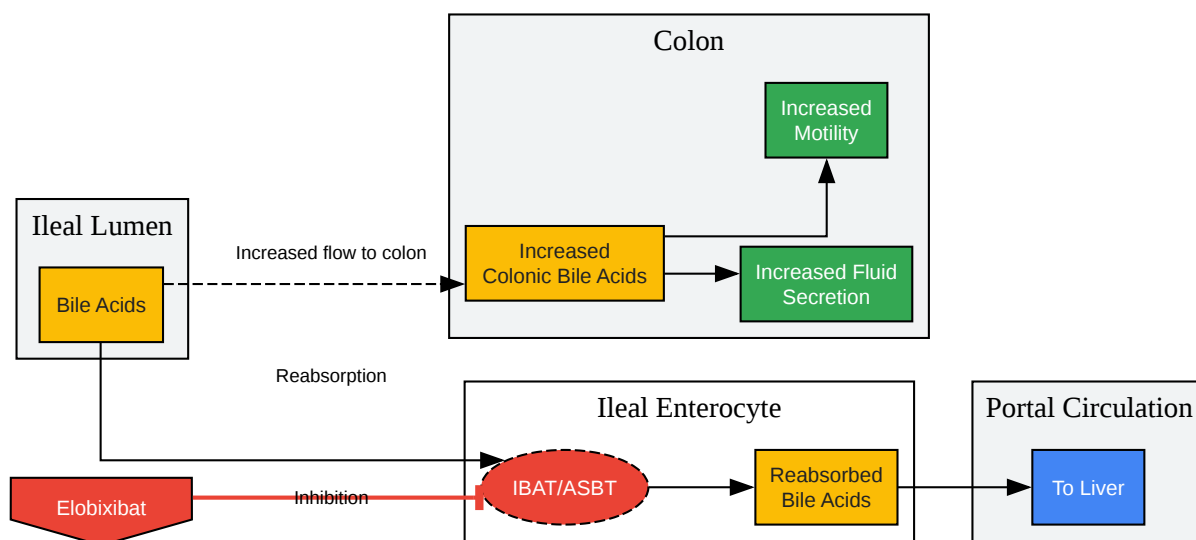 Colon
Increased
Motility
Ileal Lumen
Increased flow to colon
Increased
Colonic Bile Acids
Bile Acids
Increased Fluid
Secretion
Reabsorption
Ileal Enterocyte
Portal Circulation
Elobixibat
Inhibition
IBAT/ASBT
Reabsorbed
Bile Acids
To Liver